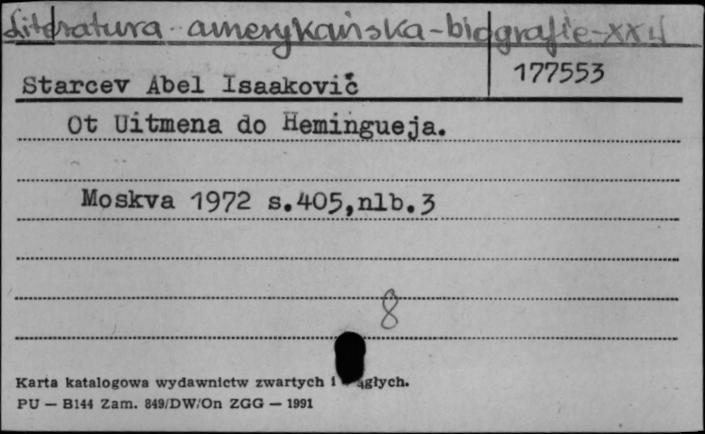 Literatura amerykańska - biografie - XX w
Starcev Abel Isaakovič
177553
Ot Uitmena do Hemingueja.
Moskva 1972 s.405,nlb.3
8
Karta katalogowa wydawnictw zwartych i
PU — B144 Zam. 849/DW/On ZGG — 1991